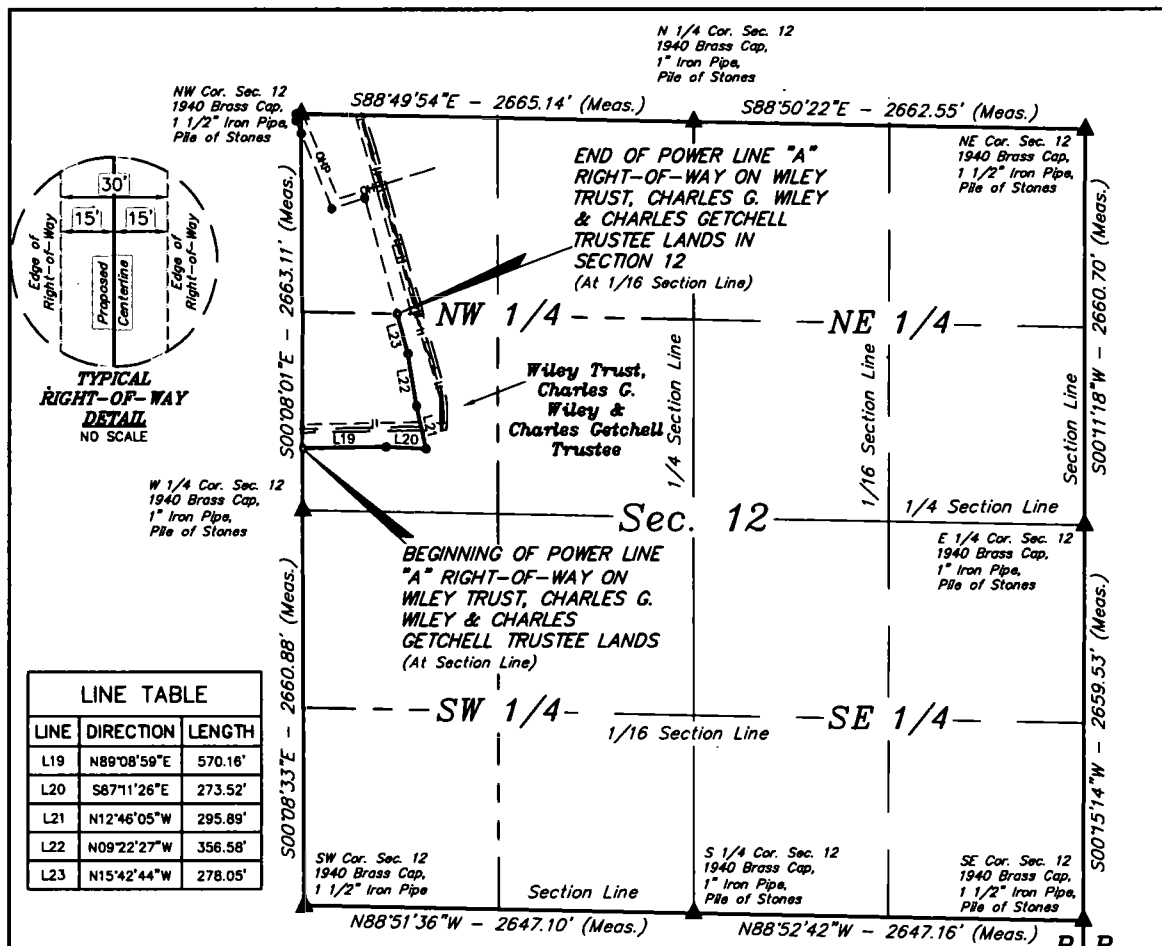 N 1/4 Cor. Sec. 12
1940 Brass Cap,
1" Iron Pipe,
Pile of Stones
NW Cor. Sec. 12
1940 Brass Cap,
1 1/2" Iron Pipe,
Pile of Stones
S88°49'54"E - 2665.14' (Meas.)
S88°50'22"E - 2662.55' (Meas.)
NE Cor. Sec. 12
1940 Brass Cap,
1 1/2" Iron Pipe,
Pile of Stones
OHP
END OF POWER LINE "A"
RIGHT-OF-WAY ON WILEY
TRUST, CHARLES G. WILEY
& CHARLES GETCHELL
TRUSTEE LANDS IN
SECTION 12
(At 1/16 Section Line)
30'
15'
15'
Edge of
Right-of-Way
Proposed
Centerline
Edge of
Right-of-Way
TYPICAL
RIGHT-OF-WAY
DETAIL
NO SCALE
S00°08'01"E - 2663.11' (Meas.)
NW 1/4
NE 1/4
S00°11'18"W - 2660.70' (Meas.)
L23
L22
L21
L19
L20
Wiley Trust,
Charles G.
Wiley &
Charles Getchell
Trustee
1/4 Section Line
1/16 Section Line
Section Line
W 1/4 Cor. Sec. 12
1940 Brass Cap,
1" Iron Pipe,
Pile of Stones
Sec. 12
1/4 Section Line
E 1/4 Cor. Sec. 12
1940 Brass Cap,
1" Iron Pipe,
Pile of Stones
BEGINNING OF POWER LINE
"A" RIGHT-OF-WAY ON
WILEY TRUST, CHARLES G.
WILEY & CHARLES
GETCHELL TRUSTEE LANDS
(At Section Line)
S00°08'33"E - 2660.88' (Meas.)
SW 1/4
SE 1/4
1/16 Section Line
S00°15'14"W - 2659.53' (Meas.)
LINE TABLE
LINE DIRECTION LENGTH
L19 N89°08'59"E 570.16'
L20 S87°11'26"E 273.52'
L21 N12°46'05"W 295.89'
L22 N09°22'27"W 356.58'
L23 N15°42'44"W 278.05'
SW Cor. Sec. 12
1940 Brass Cap,
1 1/2" Iron Pipe
Section Line
S 1/4 Cor. Sec. 12
1940 Brass Cap,
1" Iron Pipe,
Pile of Stones
SE Cor. Sec. 12
1940 Brass Cap,
1 1/2" Iron Pipe,
Pile of Stones
N88°51'36"W - 2647.10' (Meas.)
N88°52'42"W - 2647.16' (Meas.)